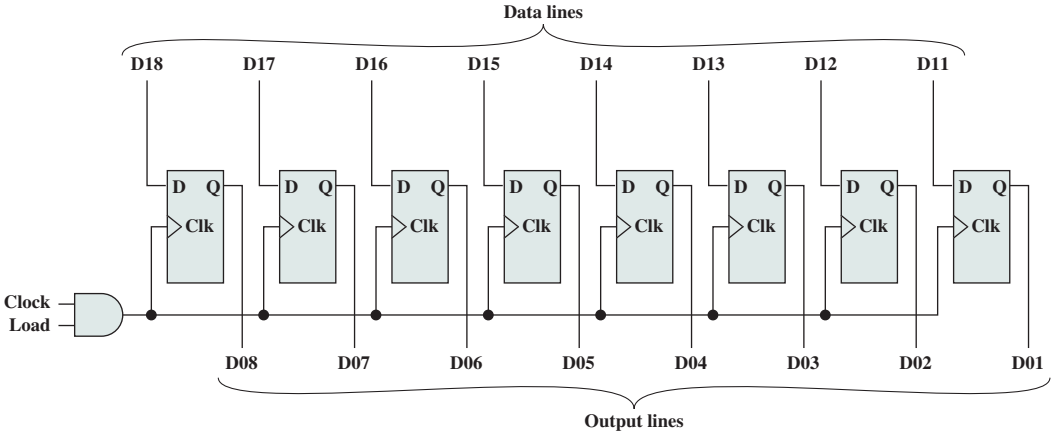 Data lines
D18 D17 D16 D15 D14 D13 D12 D11
D Q D Q D Q D Q D Q D Q D Q D Q
Clk Clk Clk Clk Clk Clk Clk Clk
Clock
Load
D08 D07 D06 D05 D04 D03 D02 D01
Output lines